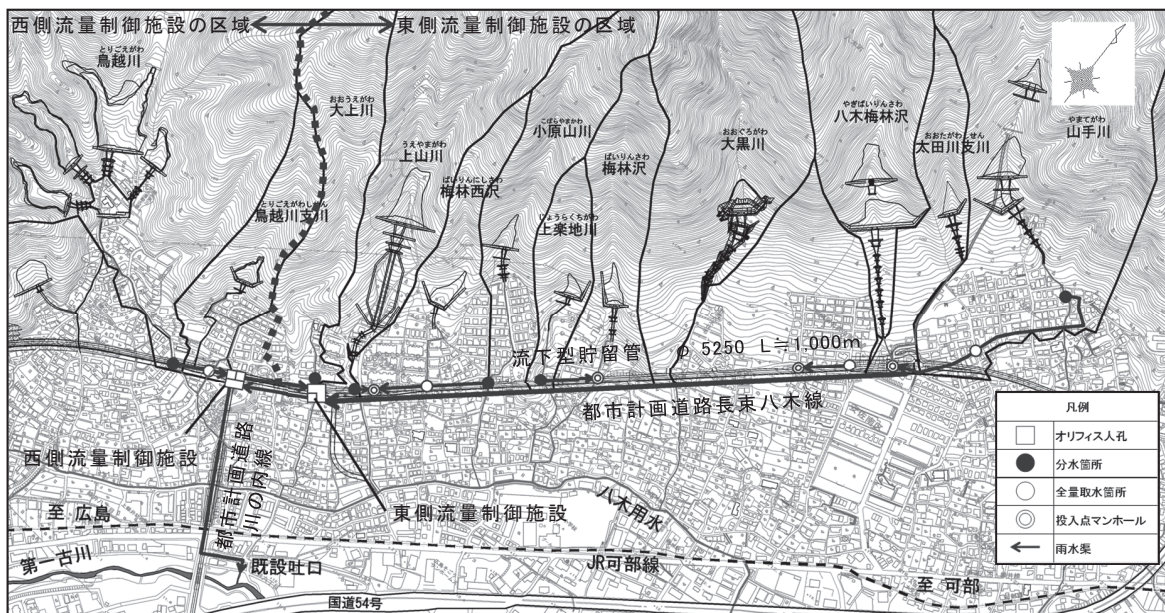 西側流量制御施設の区域
東側流量制御施設の区域
とりごえがわ
鳥越川
おおうえがわ
大上川
うえやまがわ
上山川
ばいりんにしさわ
梅林西沢
とりごえがわしせん
鳥越川支川
こばらやまかわ
小原山川
ばいりんさわ
梅林沢
じょうらくちがわ
上楽地川
おおぐろがわ
大黒川
やぎばいりんさわ
八木梅林沢
おおたがわしせん
太田川支川
やまてがわ
山手川
流下型貯留管 φ 5250 L≒1,000m
都市計画道路長束八木線
西側流量制御施設
都市計画道路
川の内線
東側流量制御施設
八木用水
至 広島
第一古川
既設吐口
JR可部線
国道54号
至 可部
凡例
オリフィス人孔
分水箇所
全量取水箇所
投入点マンホール
雨水渠